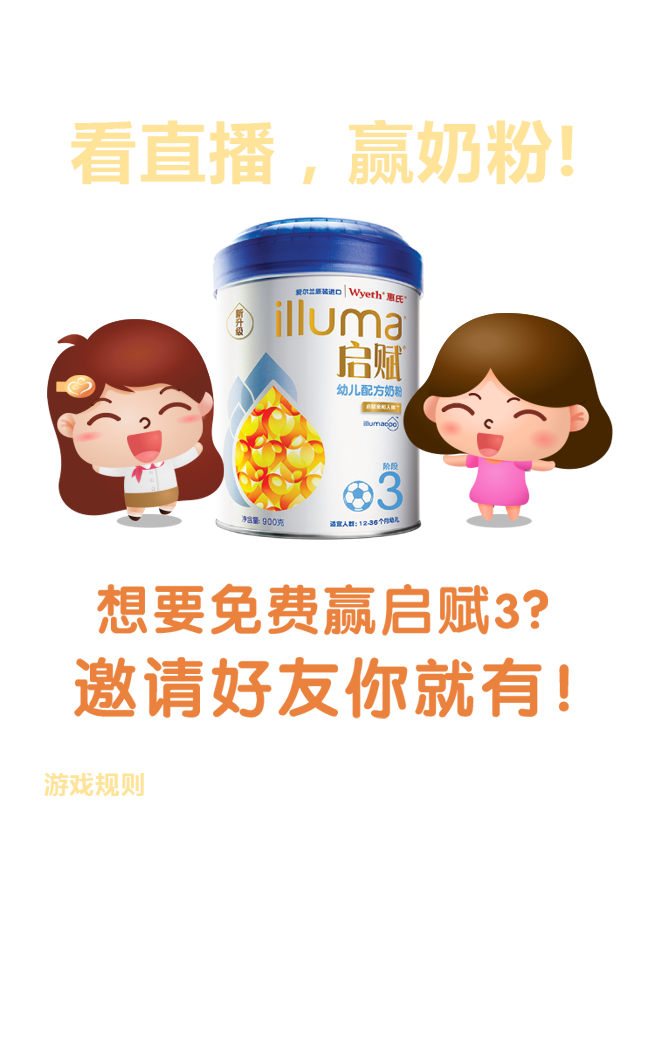 看直播，赢奶粉!
爱尔兰原装进口 | Wyeth® 惠氏®
新升级
illuma®
启赋®
幼儿配方奶粉
illuma
阶段
3
净含量: 900克
适宜人群: 12-36个月幼儿
想要免费赢启赋3?
邀请好友你就有!
游戏规则